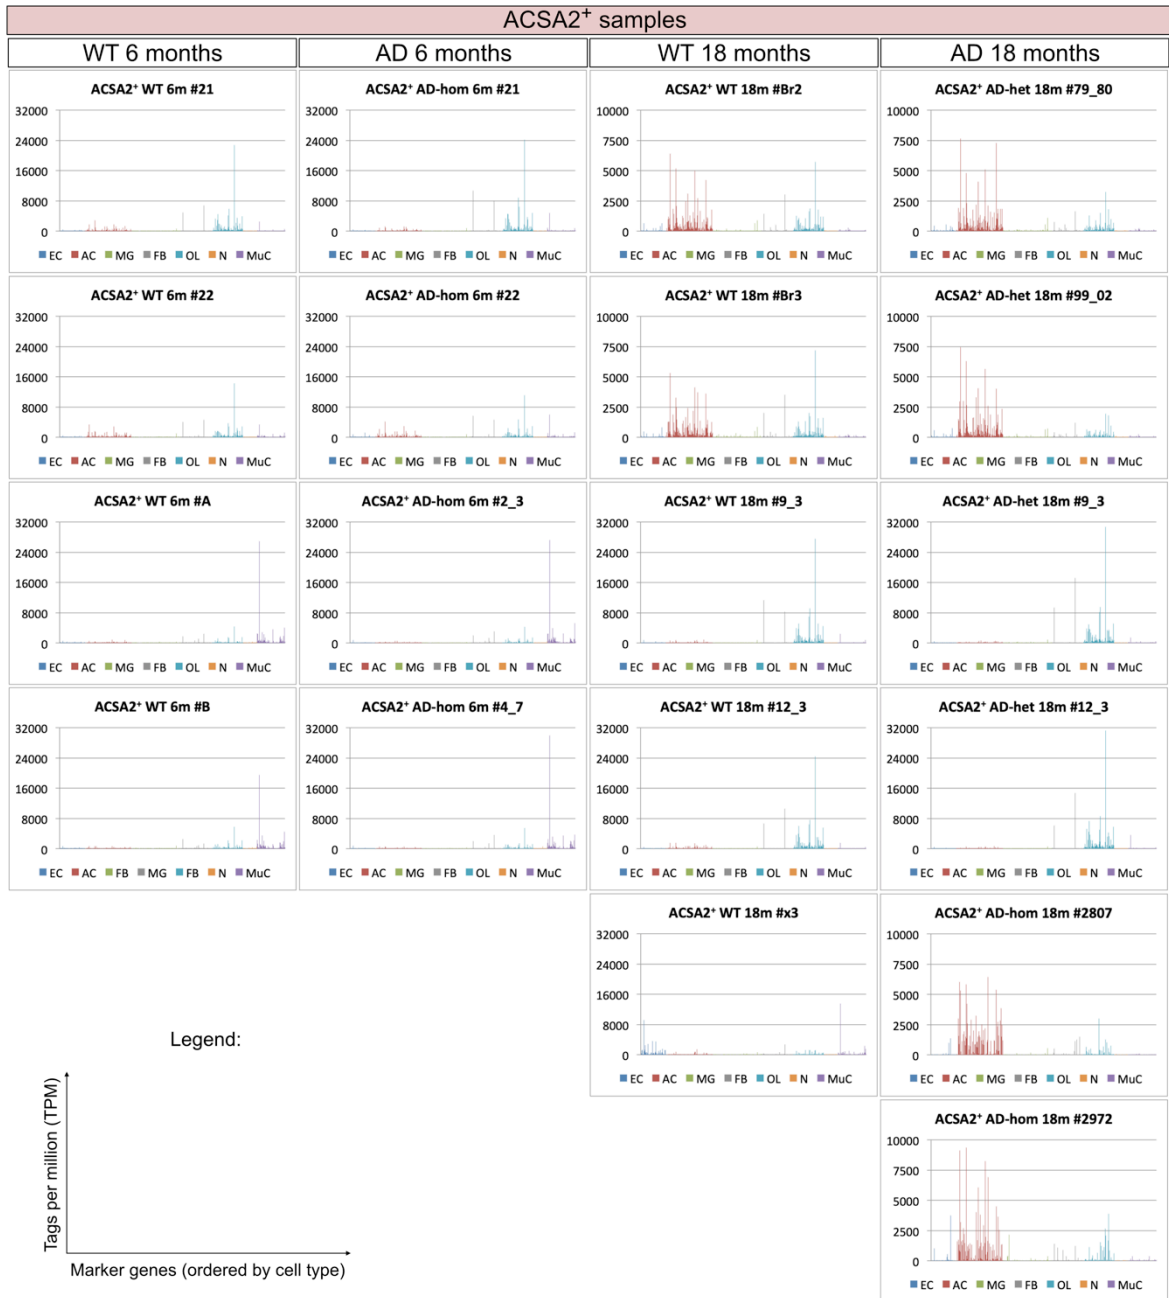 ACSA2⁺ samples
WT 6 months
AD 6 months
WT 18 months
AD 18 months
ACSA2⁺ WT 6m #21
32000
24000
16000
8000
0
EC AC MG FB OL N MuC
ACSA2⁺ AD-hom 6m #21
32000
24000
16000
8000
0
EC AC MG FB OL N MuC
ACSA2⁺ WT 18m #Br2
10000
7500
5000
2500
0
EC AC MG FB OL N MuC
ACSA2⁺ AD-het 18m #79_80
10000
7500
5000
2500
0
EC AC MG FB OL N MuC
ACSA2⁺ WT 6m #22
32000
24000
16000
8000
0
EC AC MG FB OL N MuC
ACSA2⁺ AD-hom 6m #22
32000
24000
16000
8000
0
EC AC MG FB OL N MuC
ACSA2⁺ WT 18m #Br3
10000
7500
5000
2500
0
EC AC MG FB OL N MuC
ACSA2⁺ AD-het 18m #99_02
10000
7500
5000
2500
0
EC AC MG FB OL N MuC
ACSA2⁺ WT 6m #A
32000
24000
16000
8000
0
EC AC MG FB OL N MuC
ACSA2⁺ AD-hom 6m #2_3
32000
24000
16000
8000
0
EC AC MG FB OL N MuC
ACSA2⁺ WT 18m #9_3
32000
24000
16000
8000
0
EC AC MG FB OL N MuC
ACSA2⁺ AD-het 18m #9_3
32000
24000
16000
8000
0
EC AC MG FB OL N MuC
ACSA2⁺ WT 6m #B
32000
24000
16000
8000
0
EC AC FB MG FB N MuC
ACSA2⁺ AD-hom 6m #4_7
32000
24000
16000
8000
0
EC AC MG FB OL N MuC
ACSA2⁺ WT 18m #12_3
32000
24000
16000
8000
0
EC AC MG FB OL N MuC
ACSA2⁺ AD-het 18m #12_3
32000
24000
16000
8000
0
EC AC MG FB OL N MuC
ACSA2⁺ WT 18m #x3
32000
24000
16000
8000
0
EC AC MG FB OL N MuC
ACSA2⁺ AD-hom 18m #2807
10000
7500
5000
2500
0
EC AC MG FB OL N MuC
Legend:
Tags per million (TPM)
Marker genes (ordered by cell type)
ACSA2⁺ AD-hom 18m #2972
10000
7500
5000
2500
0
EC AC MG FB OL N MuC